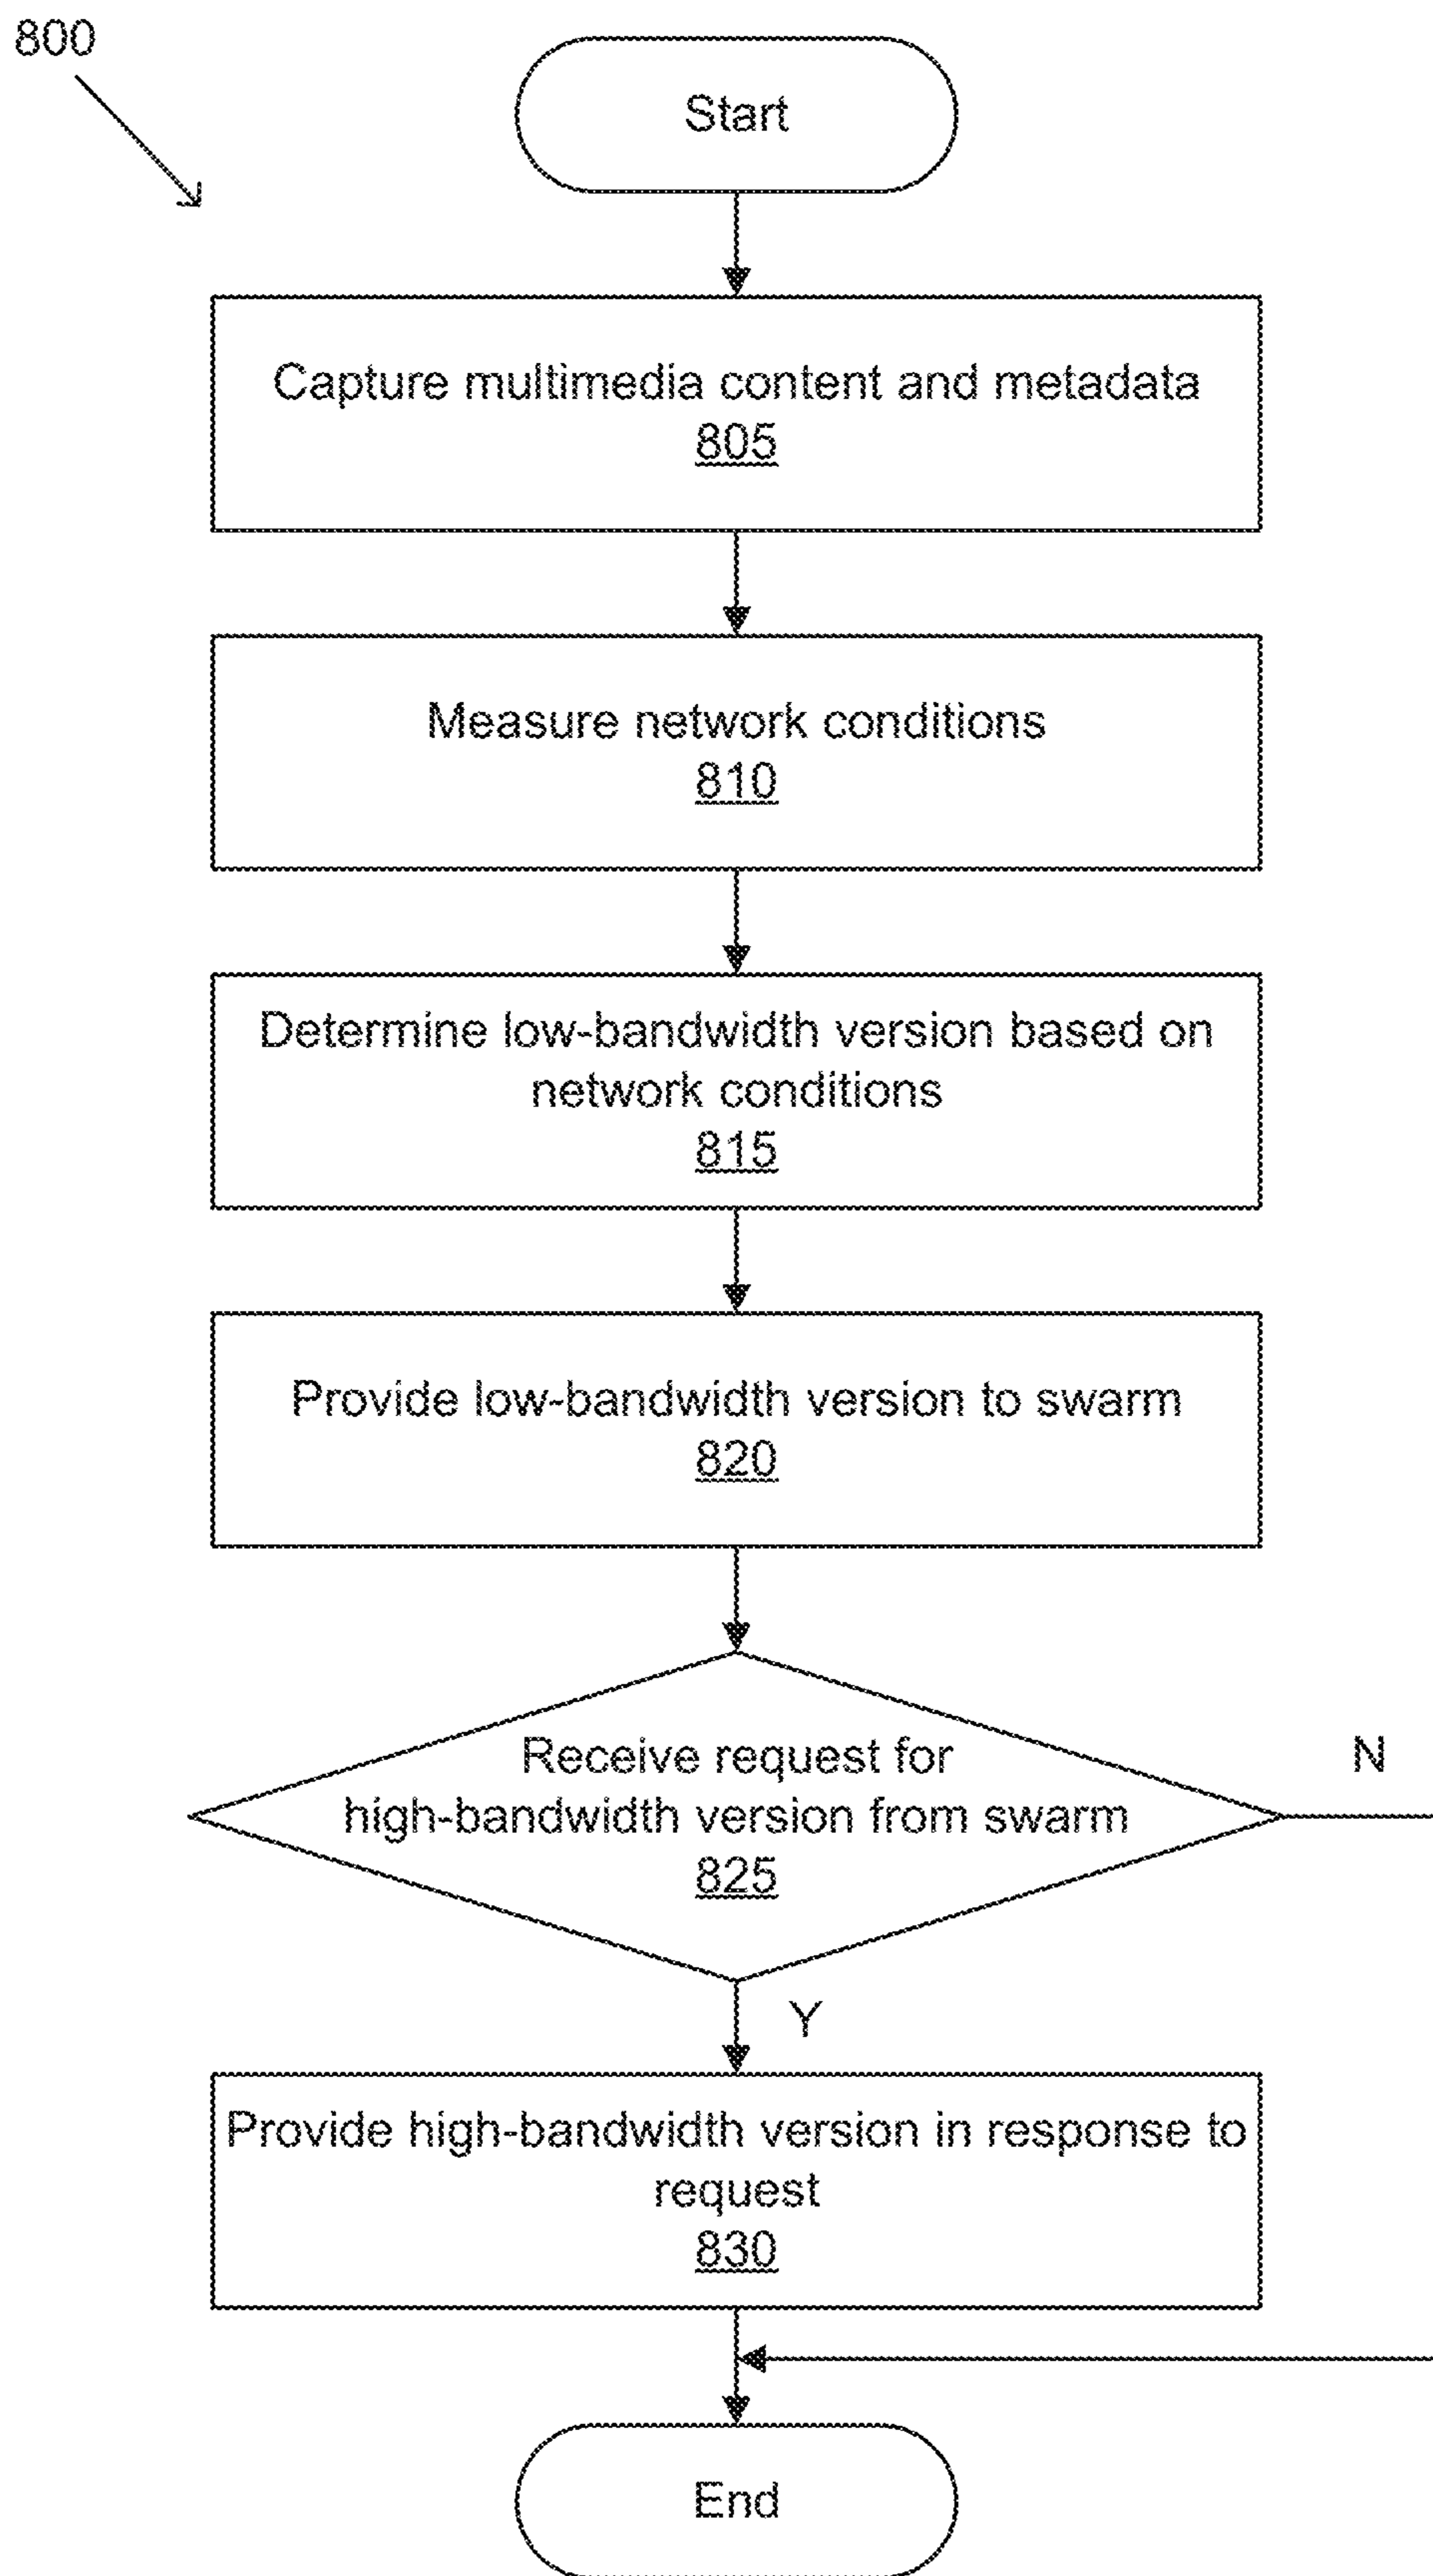 800
Start
Capture multimedia content and metadata
805
Measure network conditions
810
Determine low-bandwidth version based on
network conditions
815
Provide low-bandwidth version to swarm
820
Receive request for
high-bandwidth version from swarm
825
N
Y
Provide high-bandwidth version in response to
request
830
End